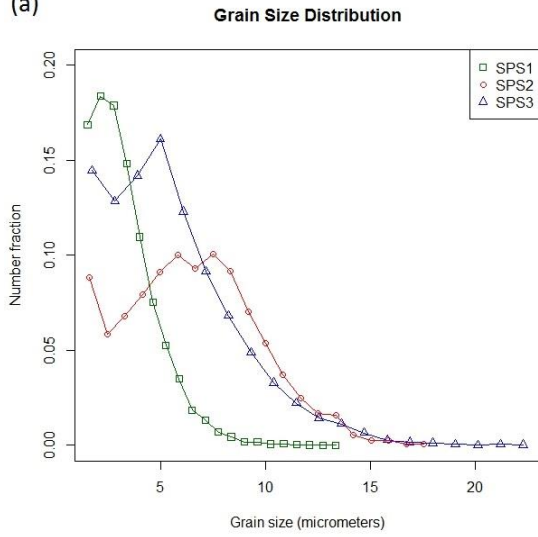 (a)
Grain Size Distribution
0.20
0.15
0.10
0.05
0.00
Number fraction
SPS1
SPS2
SPS3
5 10 15 20
Grain size (micrometers)